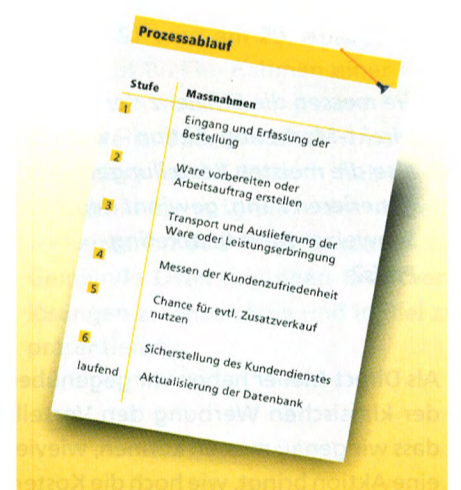 Prozessablauf
Stufe Massnahmen
1 Eingang und Erfassung der
Bestellung
2 Ware vorbereiten oder
Arbeitsauftrag erstellen
3 Transport und Auslieferung der
Ware oder Leistungserbringung
4 Messen der Kundenzufriedenheit
5 Chance für evtl. Zusatzverkauf
nutzen
6 Sicherstellung des Kundendienstes
laufend Aktualisierung der Datenbank